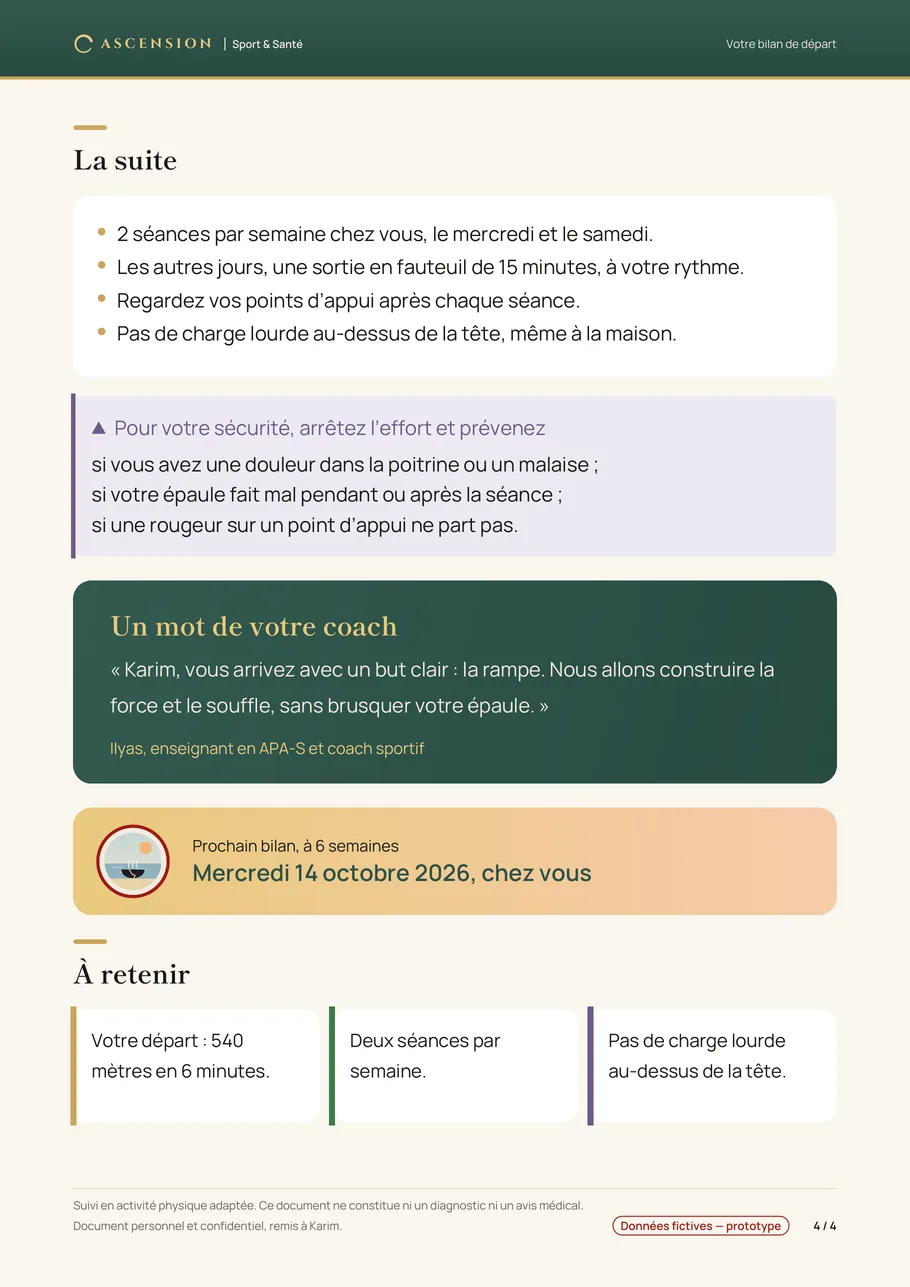 ASCENSION | Sport & Santé
Votre bilan de départ
La suite
2 séances par semaine chez vous, le mercredi et le samedi.
Les autres jours, une sortie en fauteuil de 15 minutes, à votre rythme.
Regardez vos points d’appui après chaque séance.
Pas de charge lourde au-dessus de la tête, même à la maison.
Pour votre sécurité, arrêtez l’effort et prévenez
si vous avez une douleur dans la poitrine ou un malaise ;
si votre épaule fait mal pendant ou après la séance ;
si une rougeur sur un point d’appui ne part pas.
Un mot de votre coach
« Karim, vous arrivez avec un but clair : la rampe. Nous allons construire la
force et le souffle, sans brusquer votre épaule. »
Ilyas, enseignant en APA-S et coach sportif
Prochain bilan, à 6 semaines
Mercredi 14 octobre 2026, chez vous
À retenir
Votre départ : 540
mètres en 6 minutes.
Deux séances par
semaine.
Pas de charge lourde
au-dessus de la tête.
Suivi en activité physique adaptée. Ce document ne constitue ni un diagnostic ni un avis médical.
Document personnel et confidentiel, remis à Karim.
Données fictives — prototype
4 / 4